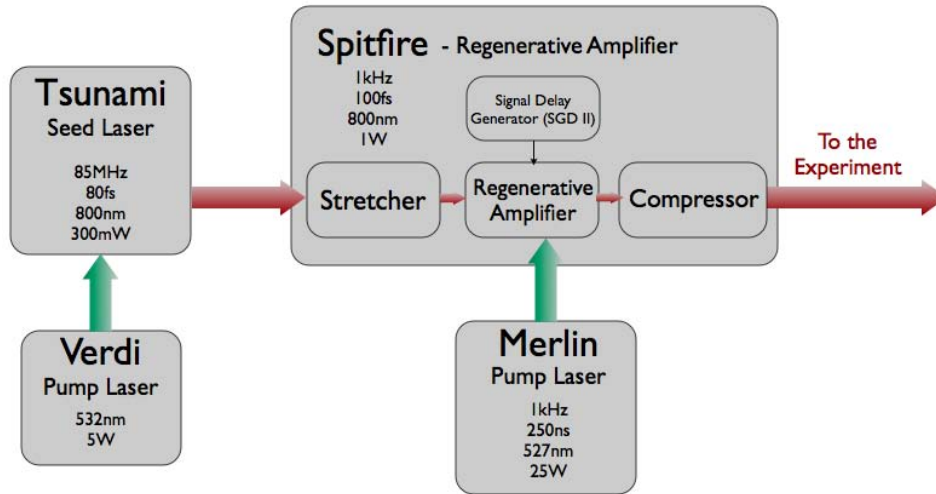 Spitfire - Regenerative Amplifier
1kHz
100fs
800nm
1W
Signal Delay
Generator (SGD II)
Tsunami
Seed Laser
85MHz
80fs
800nm
300mW
Stretcher
Regenerative
Amplifier
Compressor
To the
Experiment
Verdi
Pump Laser
532nm
5W
Merlin
Pump Laser
1kHz
250ns
527nm
25W